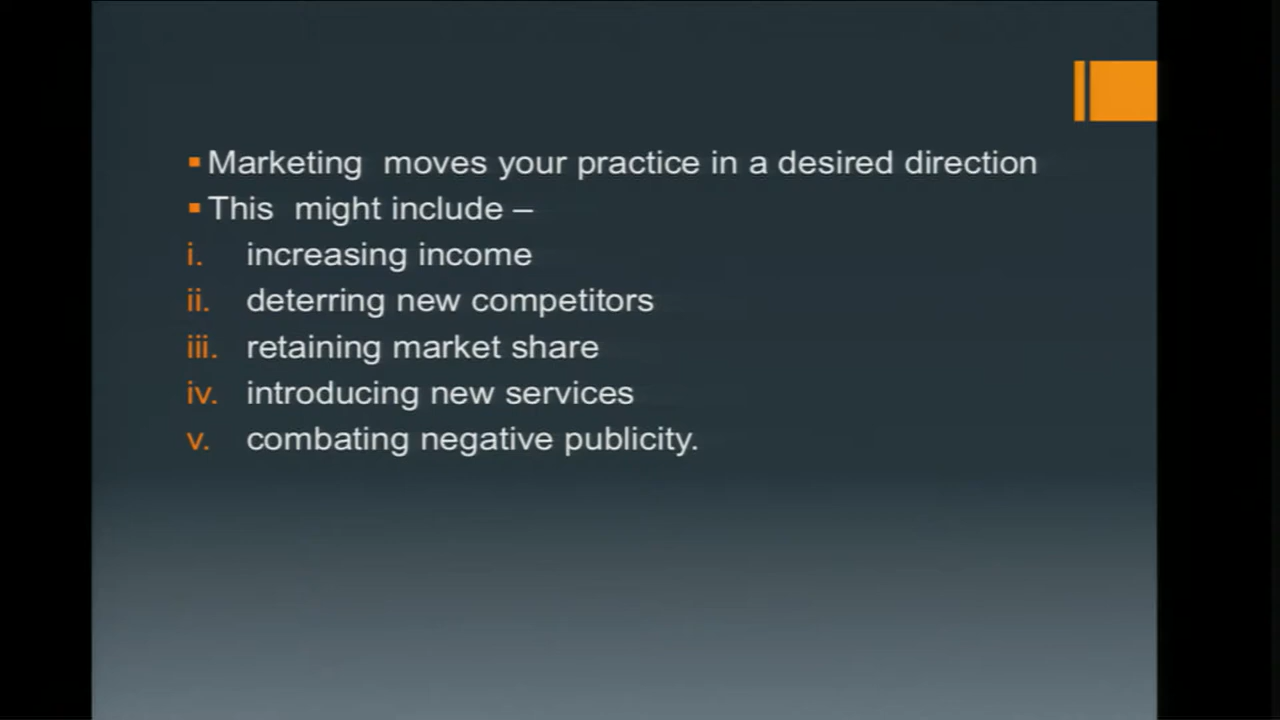 ▪ Marketing  moves your practice in a desired direction
▪ This  might include –
i. increasing income
ii. deterring new competitors
iii. retaining market share
iv. introducing new services
v. combating negative publicity.